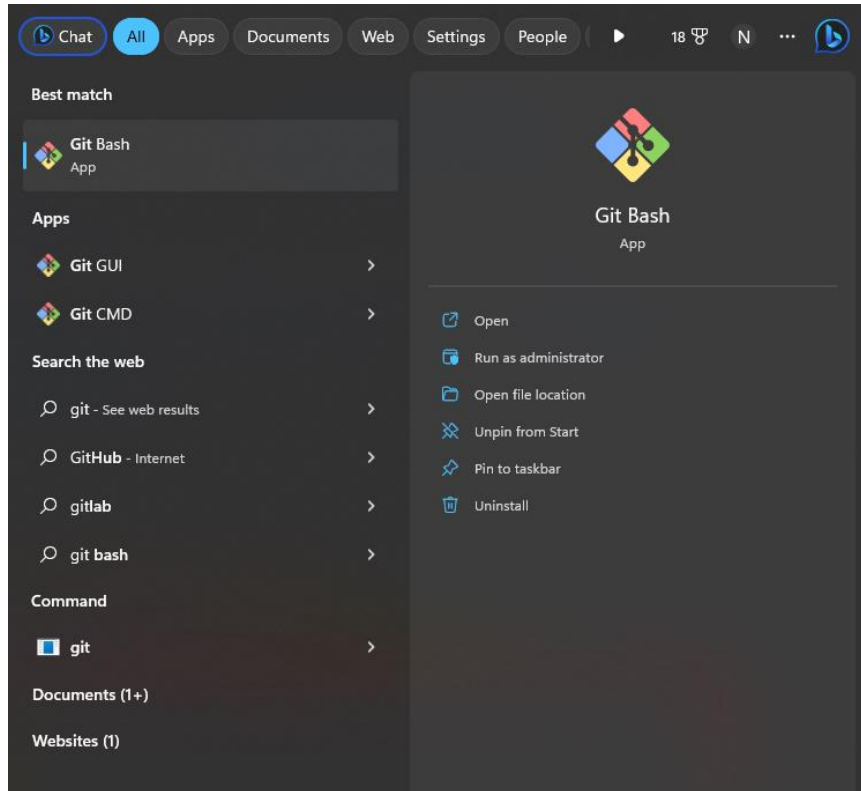 Chat All Apps Documents Web Settings People 18 N ...
Best match
Git Bash
App
Apps
Git GUI
Git CMD
Search the web
git - See web results
GitHub - Internet
gitlab
git bash
Command
git
Documents (1+)
Websites (1)
Git Bash
App
Open
Run as administrator
Open file location
Unpin from Start
Pin to taskbar
Uninstall